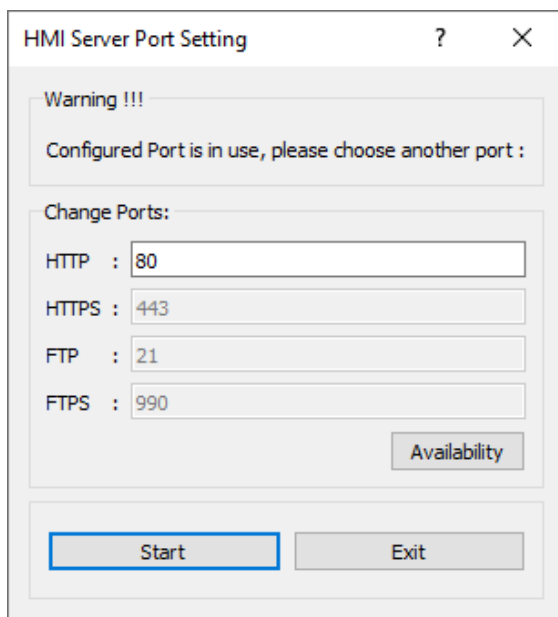 HMI Server Port Setting ?
Warning !!!
Configured Port is in use, please choose another port :
Change Ports:
HTTP : 80
HTTPS : 443
FTP : 21
FTPS : 990
Availability
Start Exit